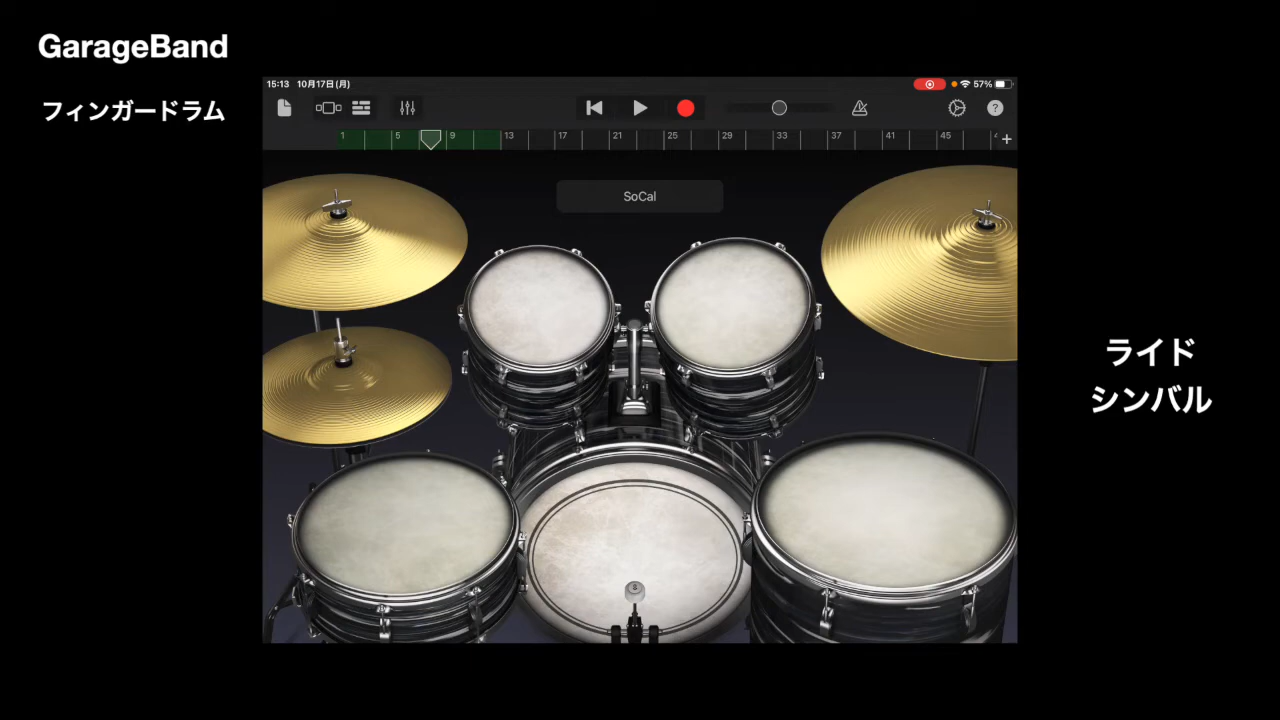 GarageBand
フィンガードラム
15:13 10月17日(月)
57%
1 5 9 13 17 21 25 29 33 37 41 45
SoCal
ライド
シンバル